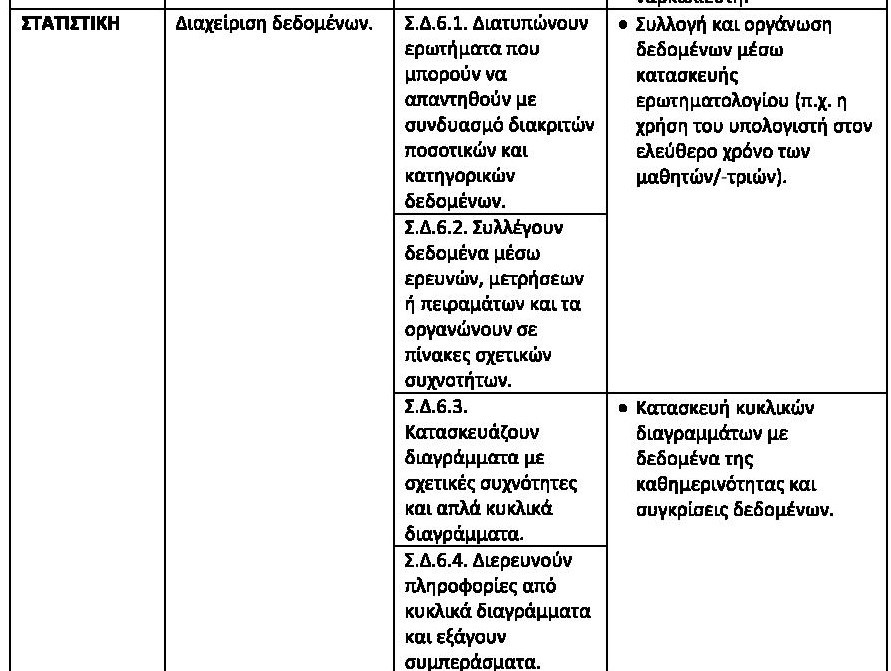 ΣΤΑΤΙΣΤΙΚΗ
Διαχείριση δεδομένων.
Σ.Δ.6.1. Διατυπώνουν
ερωτήματα που
μπορούν να
απαντηθούν με
συνδυασμό διακριτών
ποσοτικών και
κατηγορικών
δεδομένων.
Σ.Δ.6.2. Συλλέγουν
δεδομένα μέσω
ερευνών, μετρήσεων
ή πειραμάτων και τα
οργανώνουν σε
πίνακες σχετικών
συχνοτήτων.
• Συλλογή και οργάνωση
δεδομένων μέσω
κατασκευής
ερωτηματολογίου (π.χ. η
χρήση του υπολογιστή στον
ελεύθερο χρόνο των
μαθητών/-τριών).
Σ.Δ.6.3.
Κατασκευάζουν
διαγράμματα με
σχετικές συχνότητες
και απλά κυκλικά
διαγράμματα.
Σ.Δ.6.4. Διερευνούν
πληροφορίες από
κυκλικά διαγράμματα
και εξάγουν
συμπεράσματα.
• Κατασκευή κυκλικών
διαγραμμάτων με
δεδομένα της
καθημερινότητας και
συγκρίσεις δεδομένων.